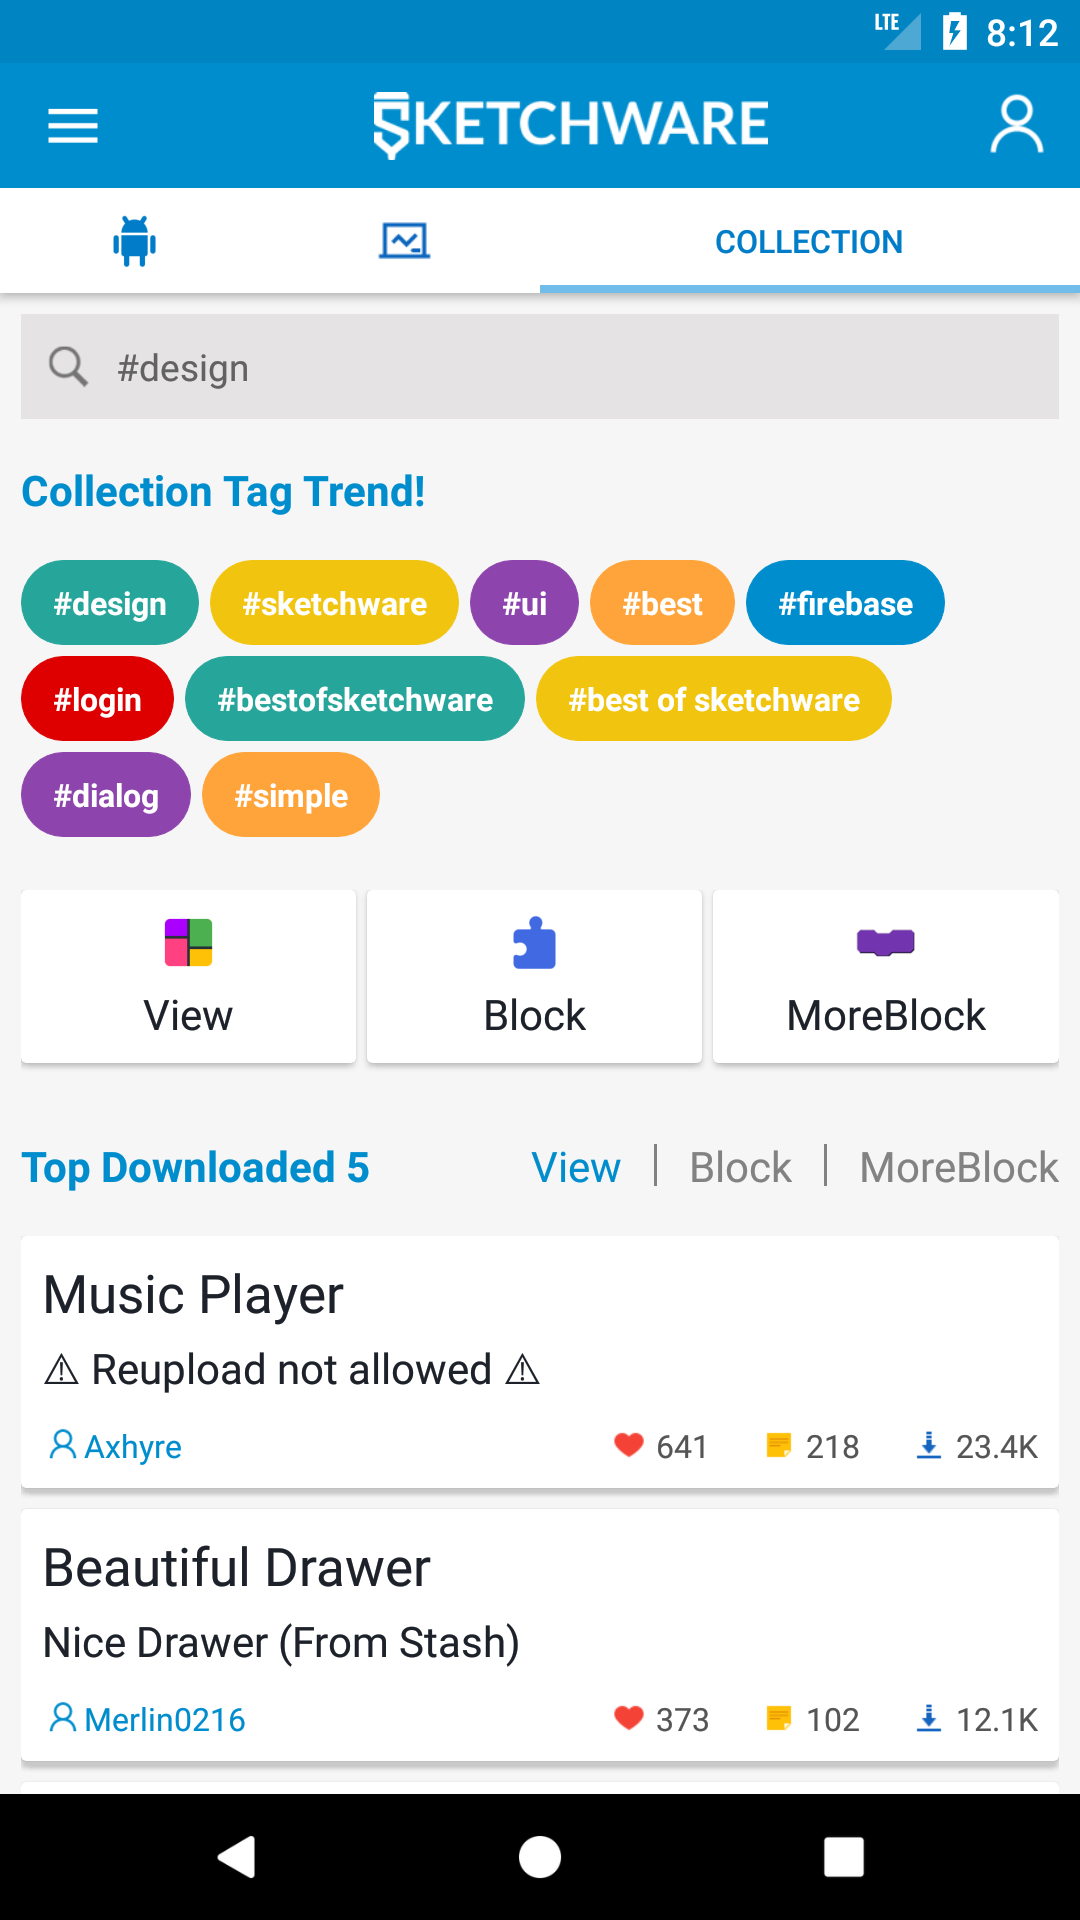 LTE 8:12
SKETCHWARE
COLLECTION
#design
Collection Tag Trend!
#design #sketchware #ui #best #firebase
#login #bestofsketchware #best of sketchware
#dialog #simple
View Block MoreBlock
Top Downloaded 5 View | Block | MoreBlock
Music Player
⚠ Reupload not allowed ⚠
Axhyre 641 218 23.4K
Beautiful Drawer
Nice Drawer (From Stash)
Merlin0216 373 102 12.1K